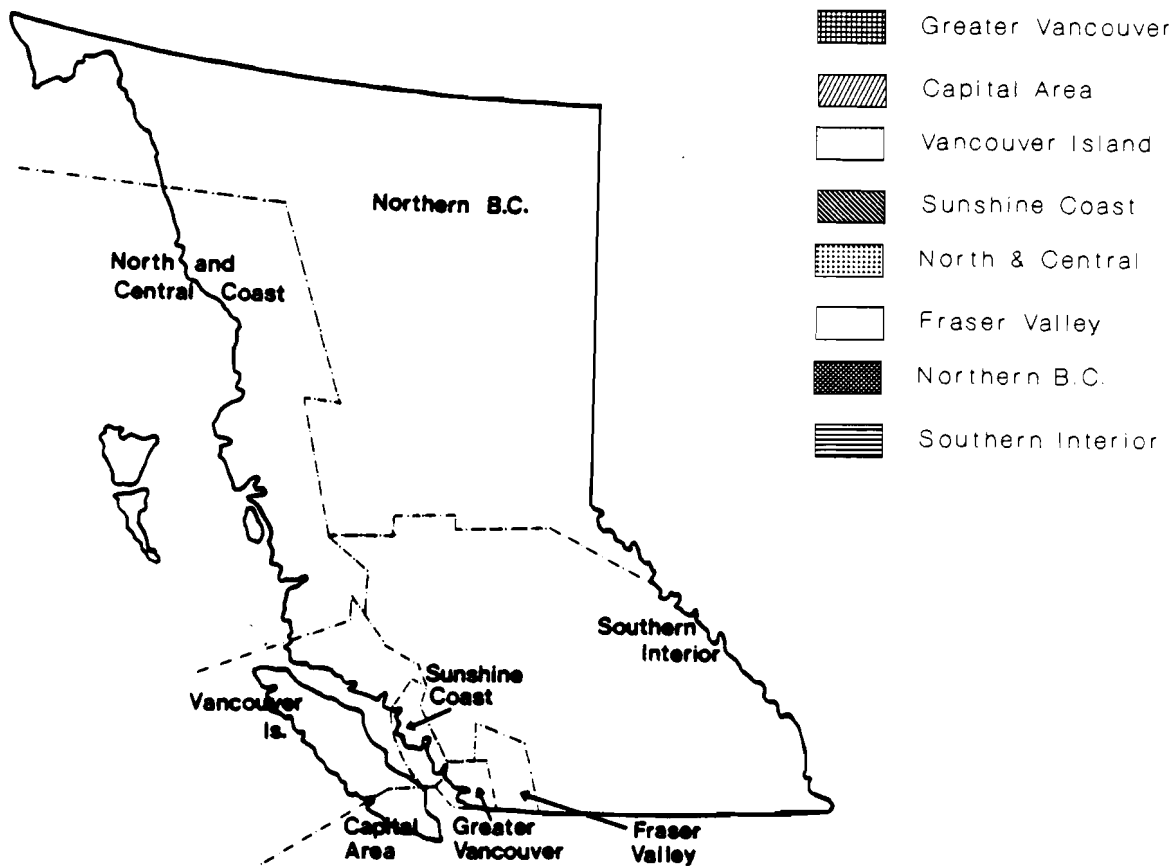 Greater Vancouver
Capital Area
Vancouver Island
Sunshine Coast
North & Central
Fraser Valley
Northern B.C.
Southern Interior
Northern B.C.
North and
Central Coast
Southern
Interior
Sunshine
Coast
Vancouver
Is.
Capital
Area
Greater
Vancouver
Fraser
Valley